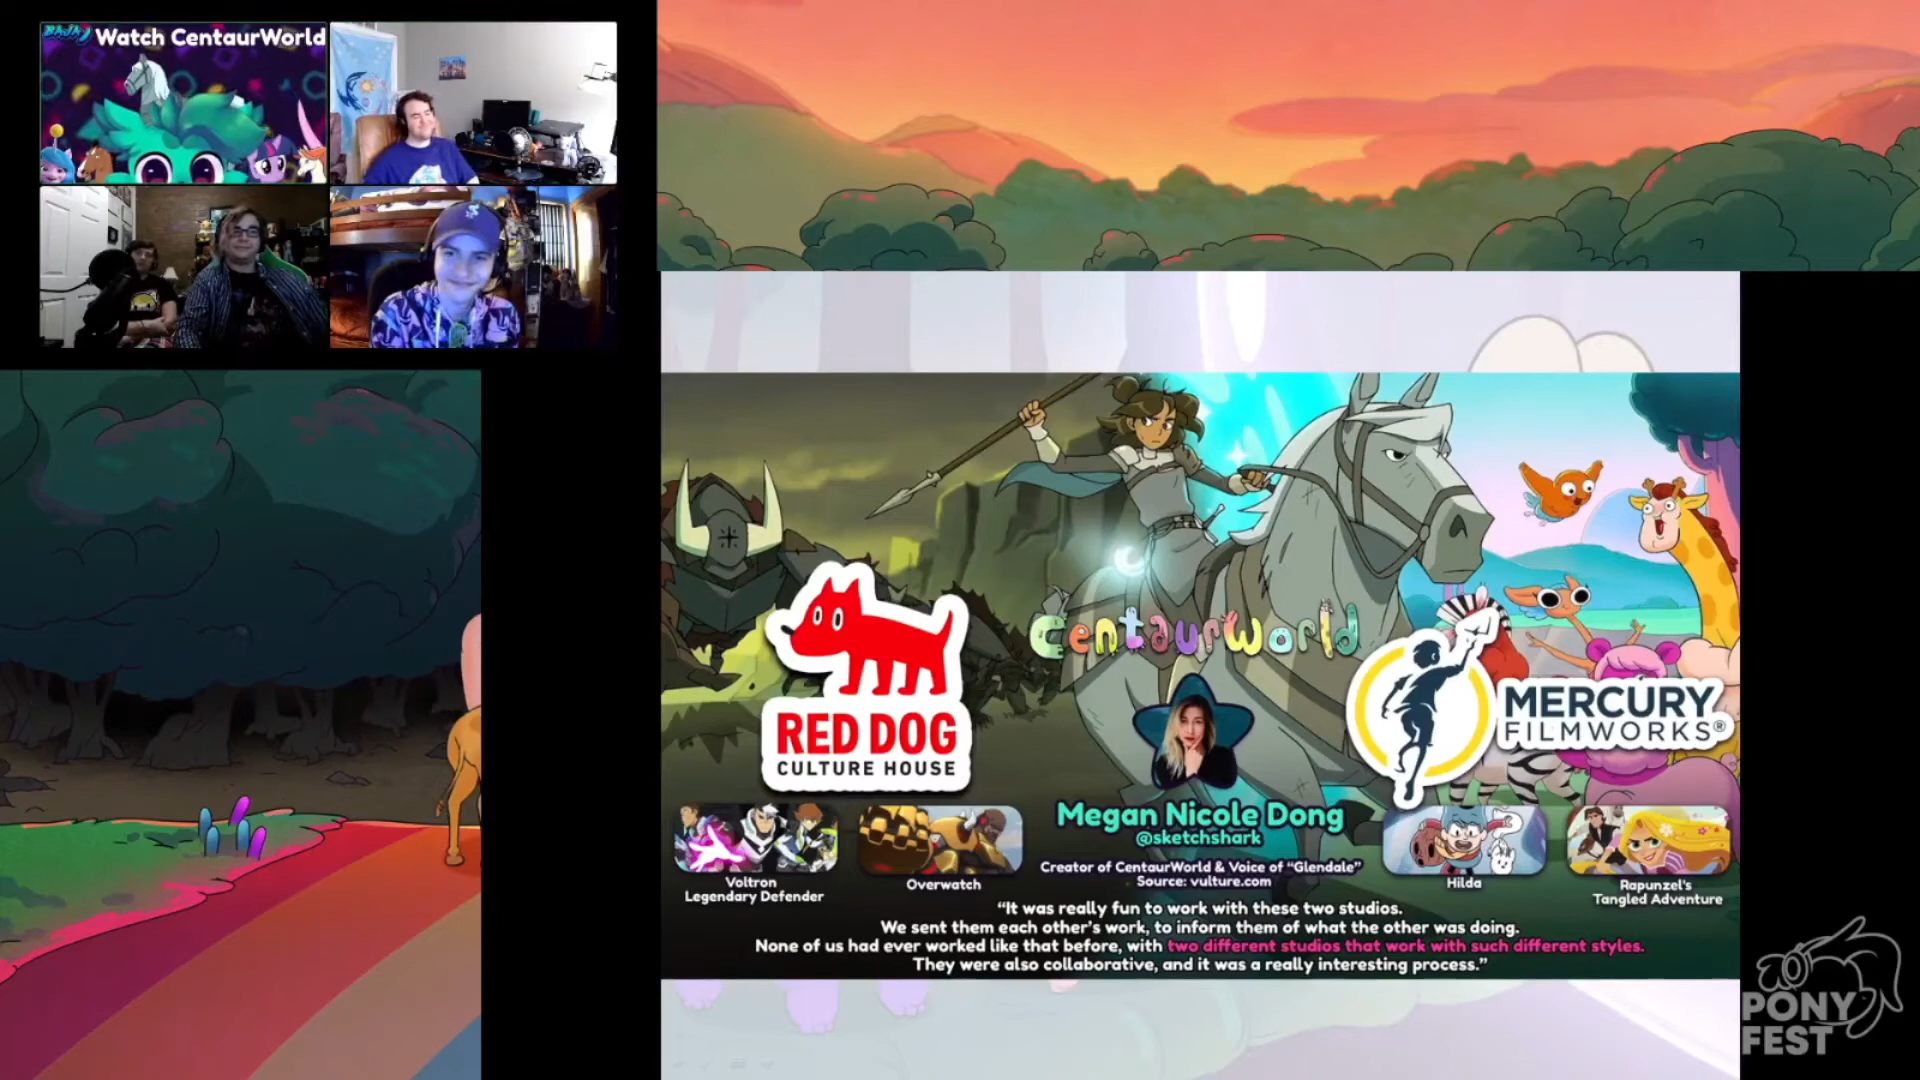 BRJAJ Watch CentaurWorld
CentaurWorld
RED DOG
CULTURE HOUSE
MERCURY
FILMWORKS®
Megan Nicole Dong
@sketchshark
Creator of CentaurWorld & Voice of “Glendale”
Source: vulture.com
Voltron
Legendary Defender
Overwatch
Hilda
Rapunzel's
Tangled Adventure
“It was really fun to work with these two studios.
We sent them each other’s work, to inform them of what the other was doing.
None of us had ever worked like that before, with two different studios that work with such different styles.
They were also collaborative, and it was a really interesting process.”
PONY
FEST